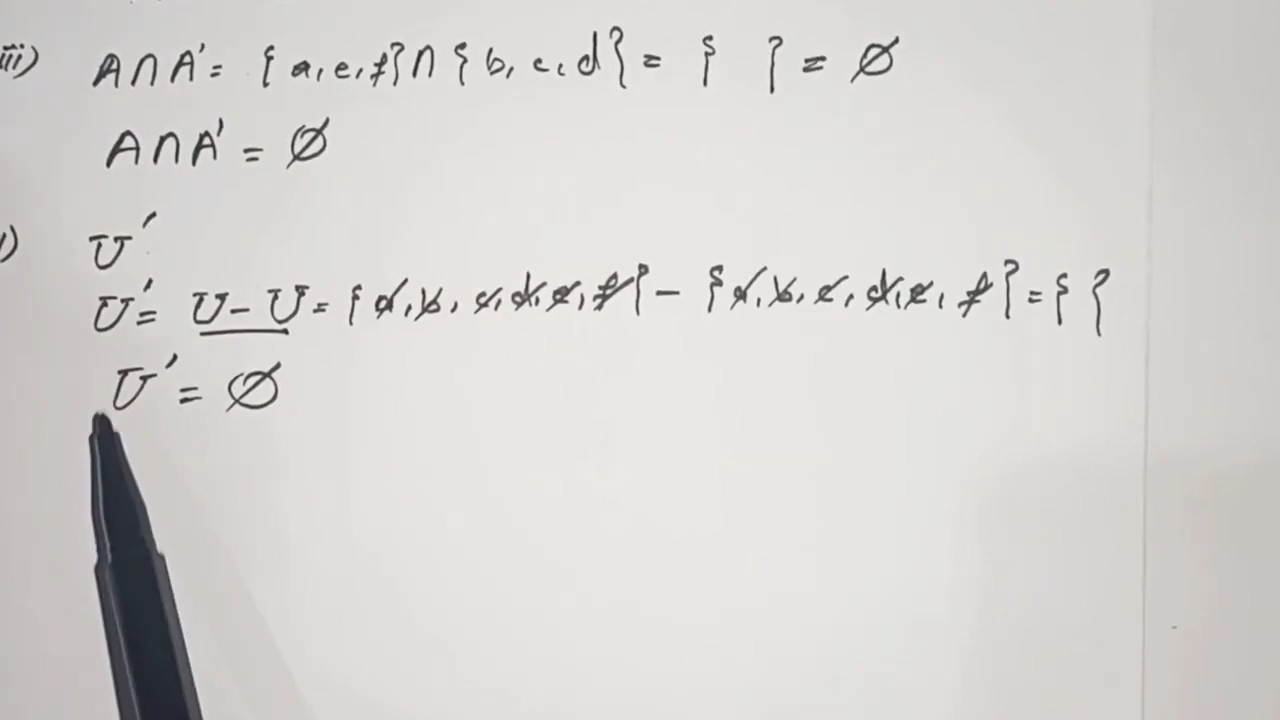 iii) A∩A' = {a, e, f} ∩ {b, c, d} = { } = Ø
A∩A' = Ø
) U'
U' = U - U = {a, b, c, d, e, f} - {a, b, c, d, e, f} = { }
U' = Ø